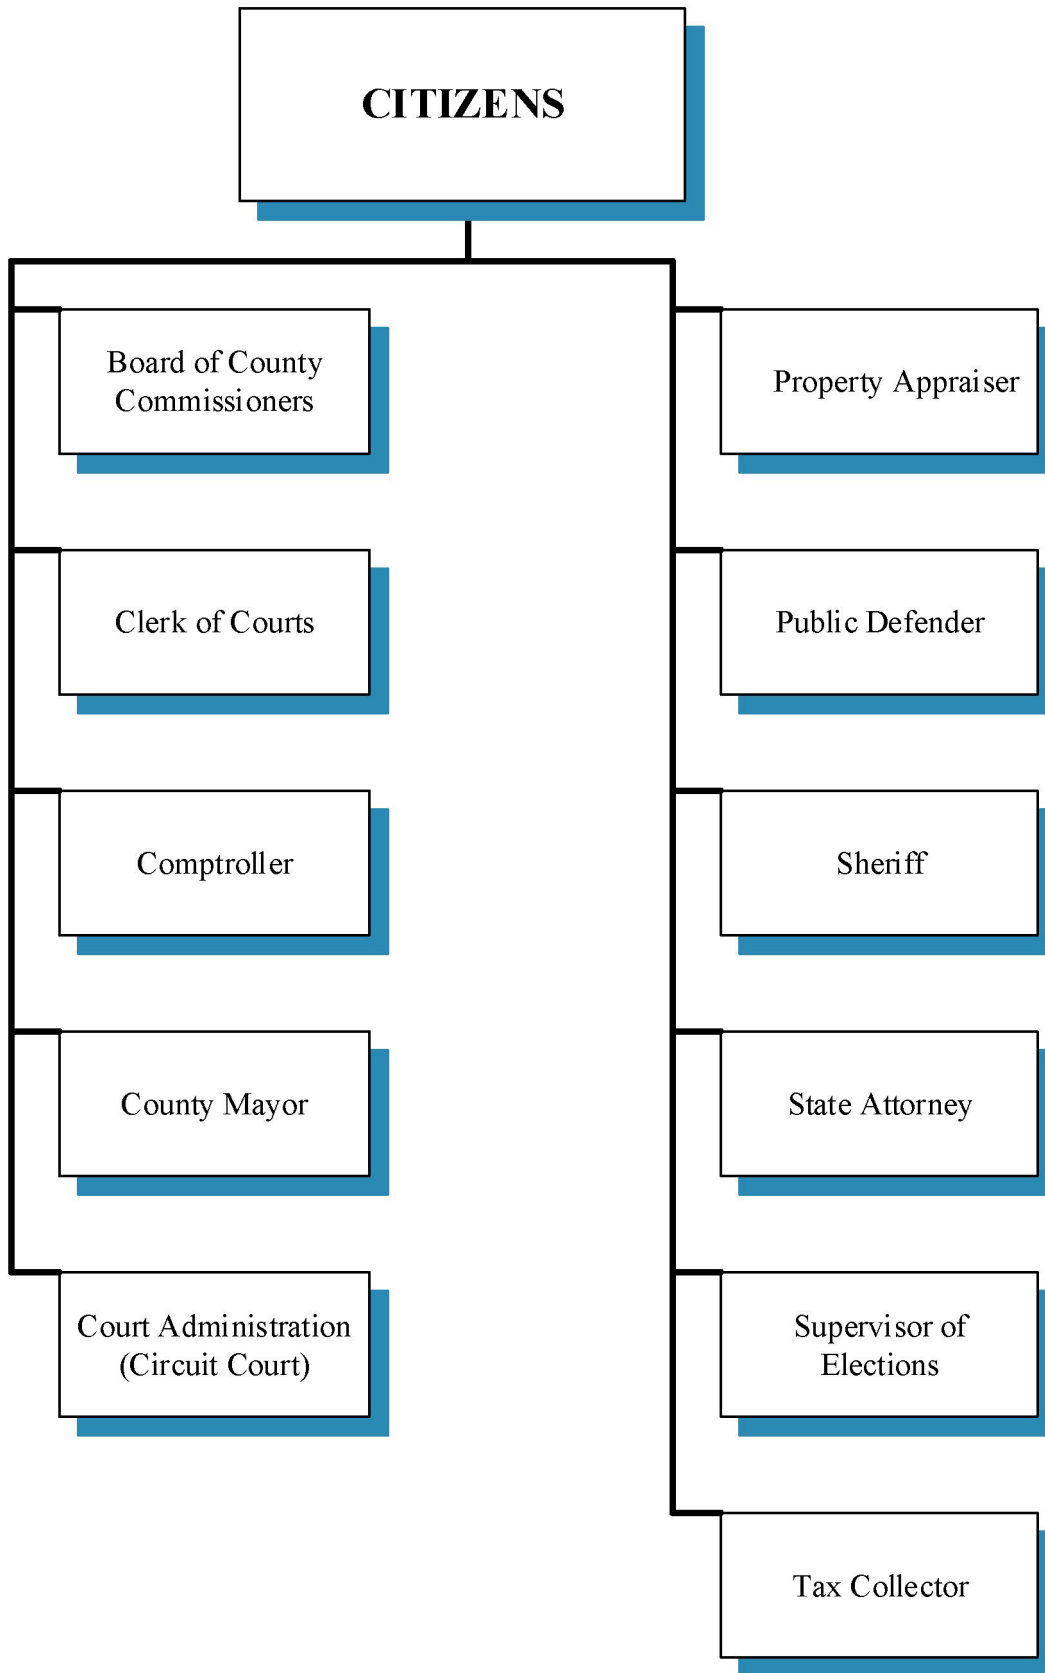 CITIZENS
Board of County
Commissioners
Clerk of Courts
Comptroller
County Mayor
Court Administration
(Circuit Court)
Property Appraiser
Public Defender
Sheriff
State Attorney
Supervisor of
Elections
Tax Collector